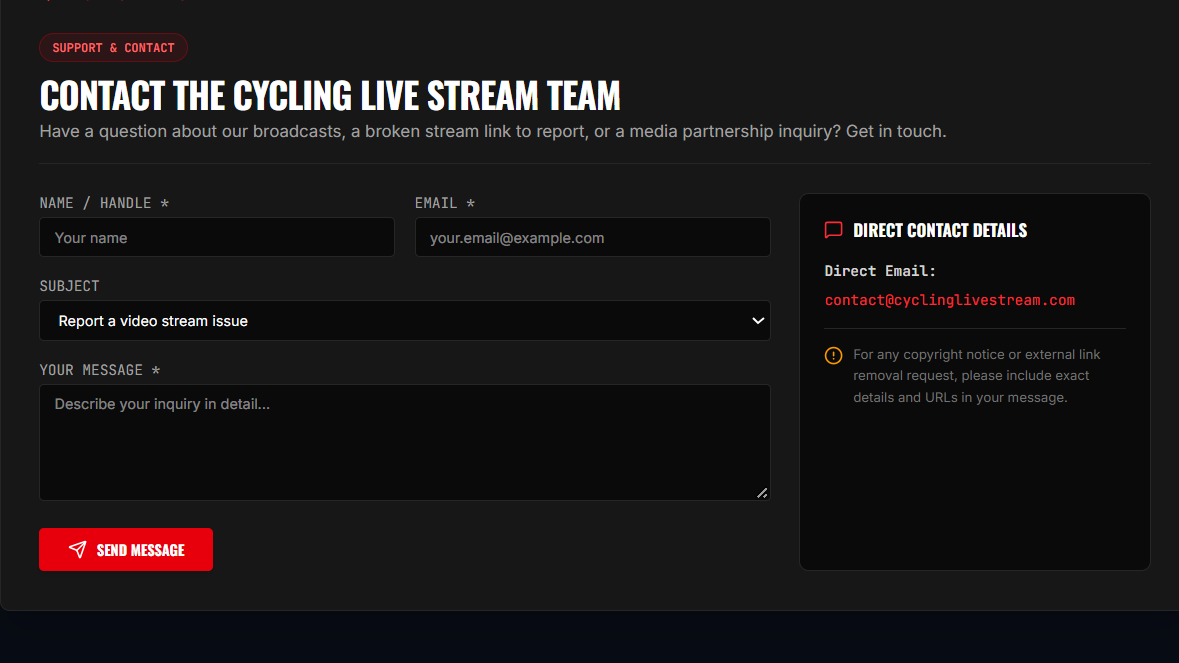 SUPPORT & CONTACT
CONTACT THE CYCLING LIVE STREAM TEAM
Have a question about our broadcasts, a broken stream link to report, or a media partnership inquiry? Get in touch.
NAME / HANDLE *
Your name
EMAIL *
your.email@example.com
SUBJECT
Report a video stream issue
YOUR MESSAGE *
Describe your inquiry in detail...
SEND MESSAGE
DIRECT CONTACT DETAILS
Direct Email:
contact@cyclinglivestream.com
For any copyright notice or external link
removal request, please include exact
details and URLs in your message.